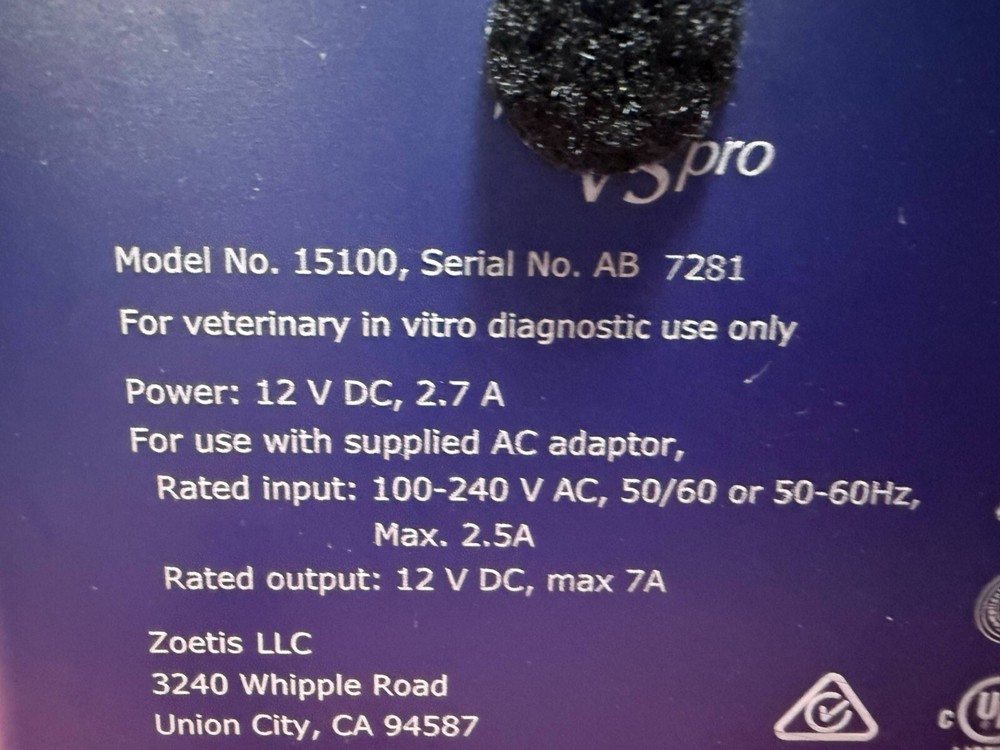 VSpro
Model No. 15100, Serial No. AB 7281
For veterinary in vitro diagnostic use only
Power: 12 V DC, 2.7 A
For use with supplied AC adaptor,
Rated input: 100-240 V AC, 50/60 or 50-60Hz,
Max. 2.5A
Rated output: 12 V DC, max 7A
Zoetis LLC
3240 Whipple Road
Union City, CA 94587